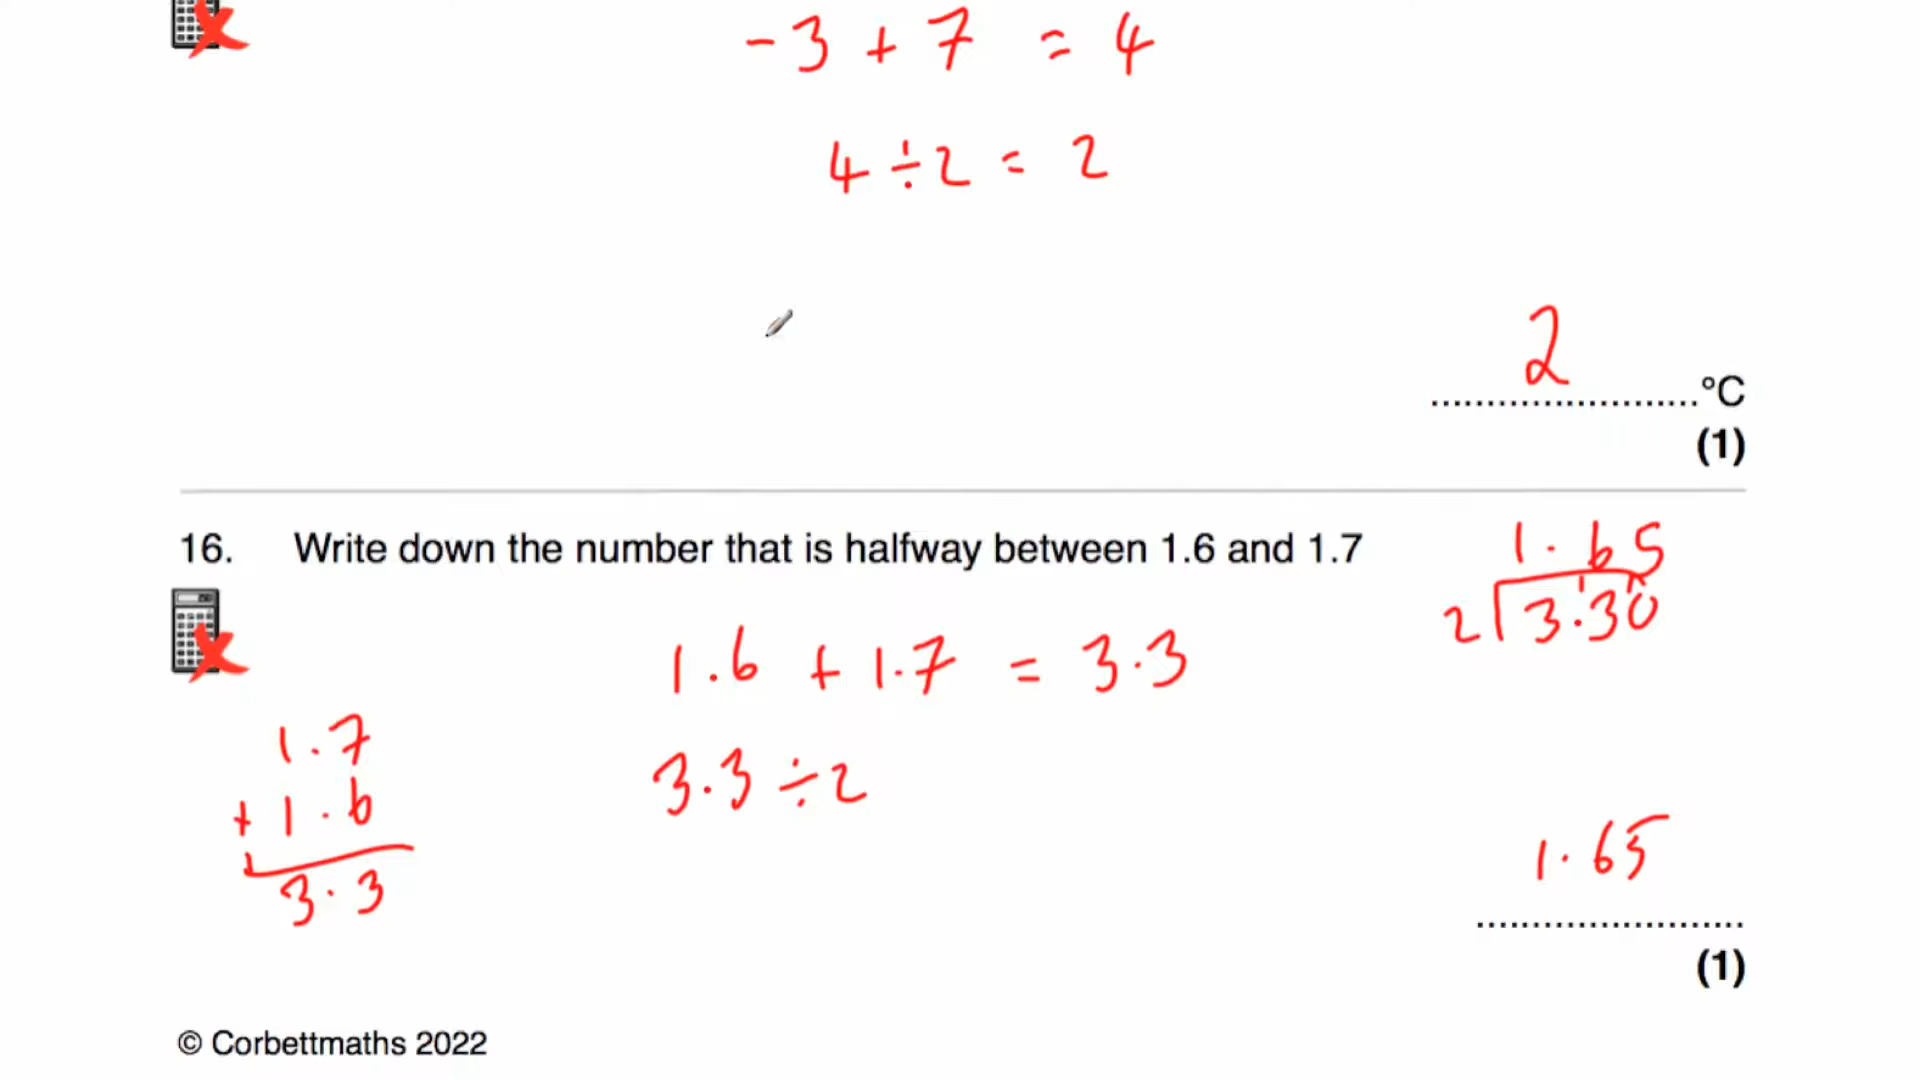 -3 + 7 = 4
4 ÷ 2 = 2
2
........................°C
(1)
16. Write down the number that is halfway between 1.6 and 1.7
1.65
2 3.30
1.6 + 1.7 = 3.3
1.7
+ 1.6
3.3
3.3 ÷ 2
1.65
........................
(1)
© Corbettmaths 2022